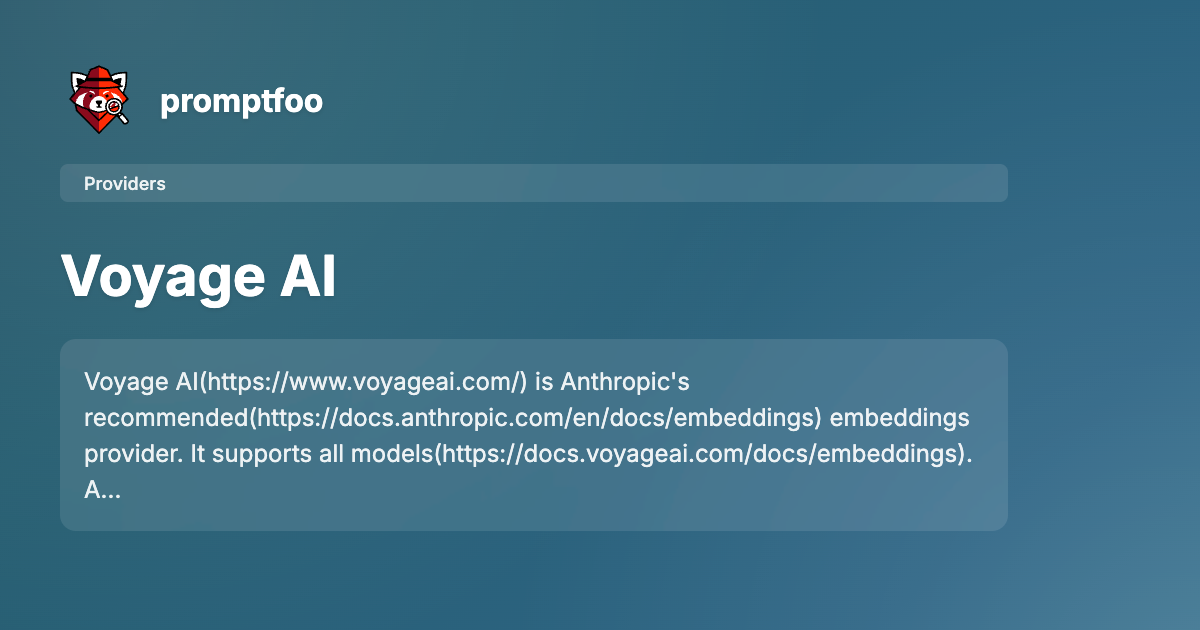 promptfoo
Providers
Voyage AI
Voyage AI(https://www.voyageai.com/) is Anthropic's
recommended(https://docs.anthropic.com/en/docs/embeddings) embeddings
provider. It supports all models(https://docs.voyageai.com/docs/embeddings).
A...